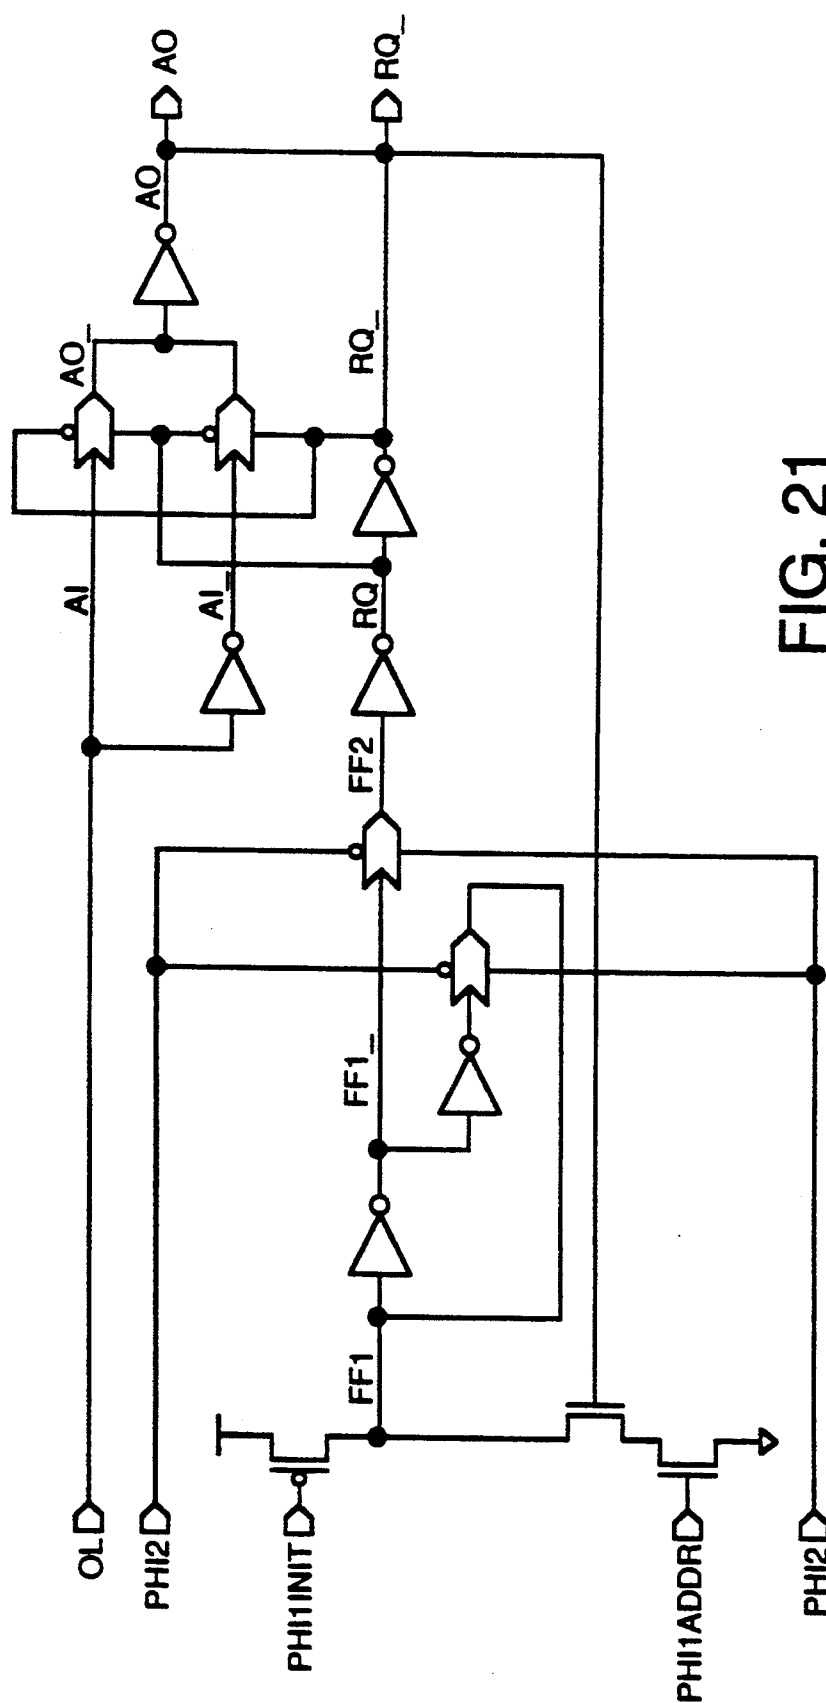 OL
PHI2
PHI1INIT
PHI1ADDR
PHI2
FF1
FF1_
FF2
AI
AI_
RQ
AO_
RQ_
AO
AO
RQ_
FIG. 21